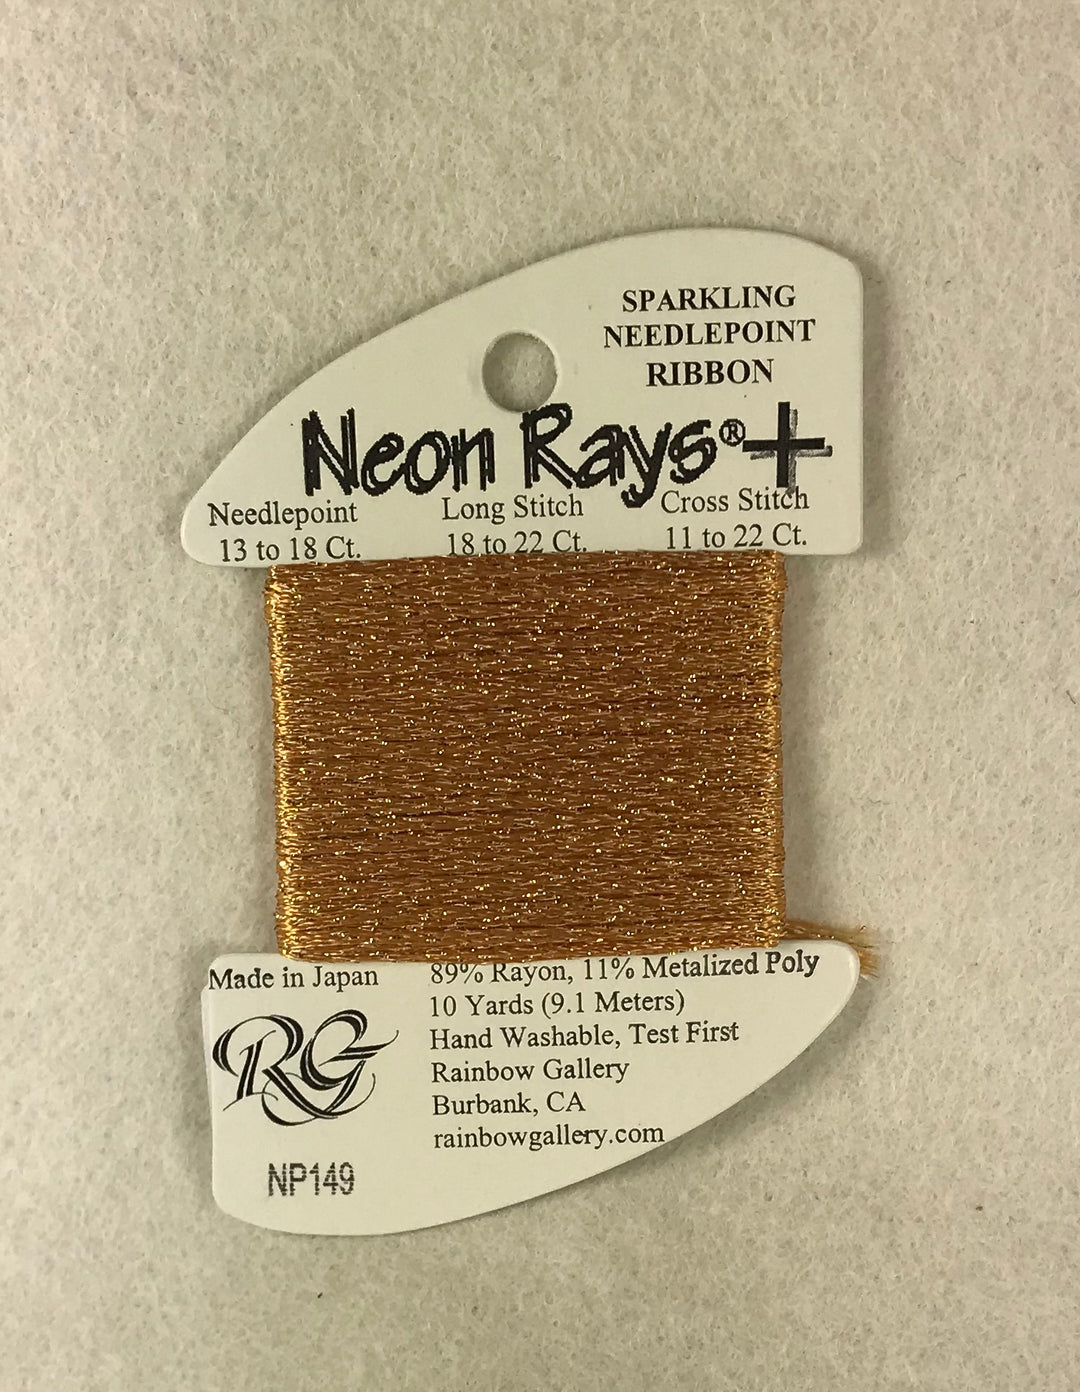 SPARKLING
NEEDLEPOINT
RIBBON
Neon Rays®+
Needlepoint Long Stitch Cross Stitch
13 to 18 Ct. 18 to 22 Ct. 11 to 22 Ct.
Made in Japan
RG
NP149
89% Rayon, 11% Metalized Poly
10 Yards (9.1 Meters)
Hand Washable, Test First
Rainbow Gallery
Burbank, CA
rainbowgallery.com